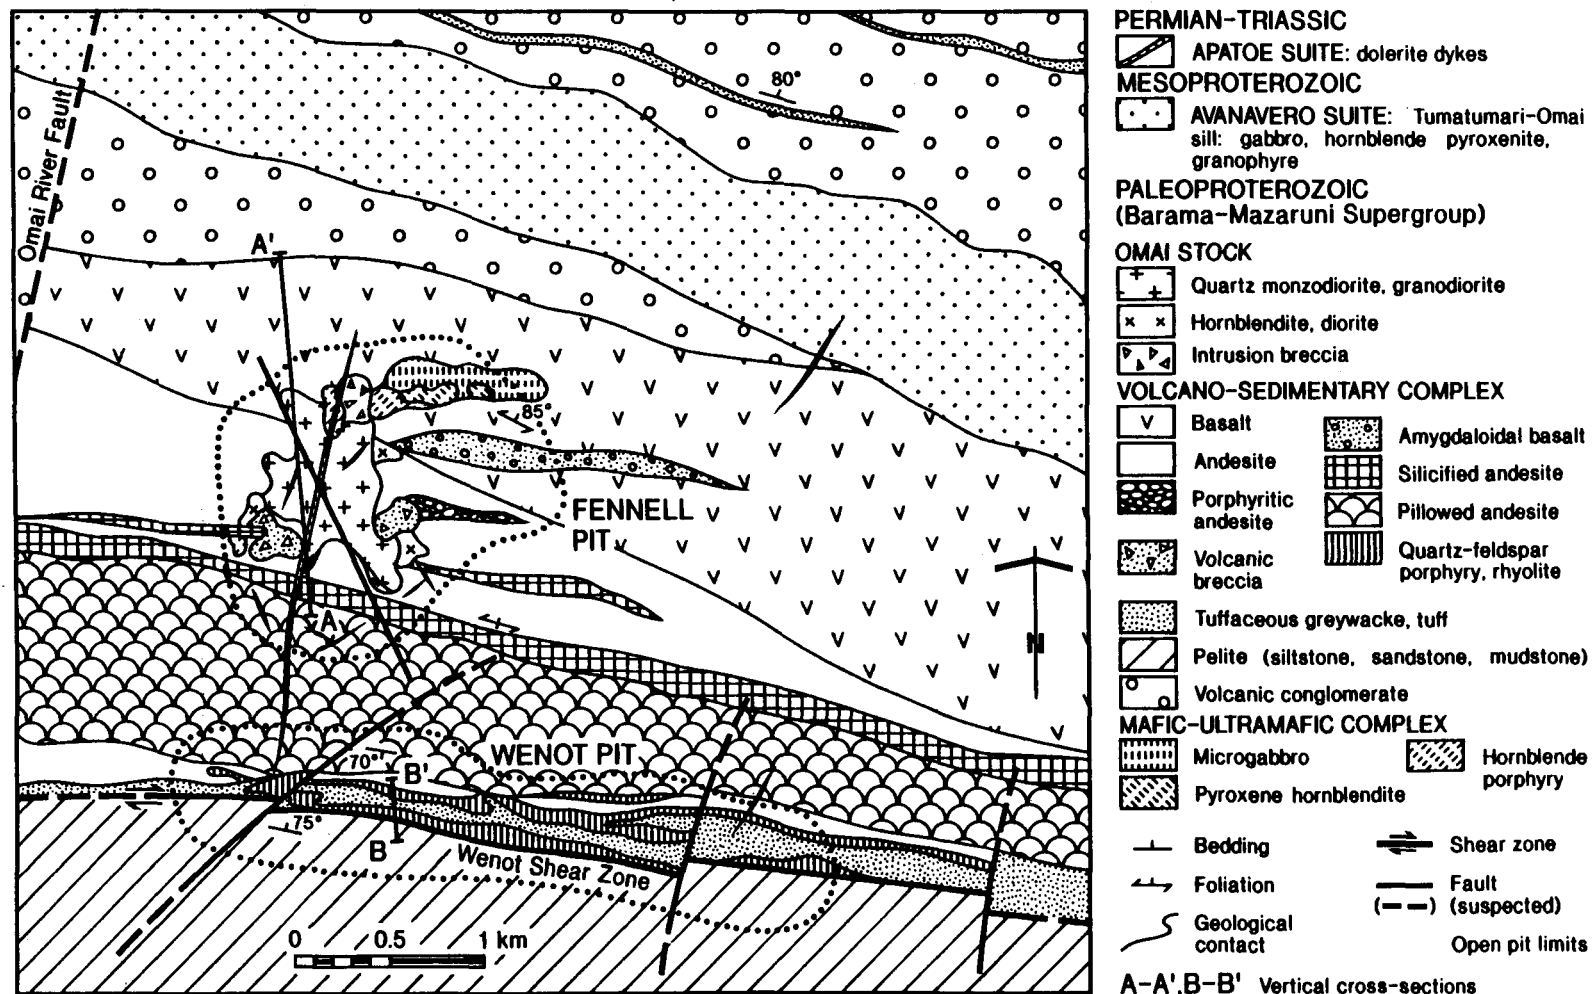 Omai River Fault
A'
80°
85°
FENNELL
PIT
A
N
WENOT PIT
70°
B'
75°
B
Wenot Shear Zone
0 0.5 1 km
PERMIAN-TRIASSIC
APATOE SUITE: dolerite dykes
MESOPROTEROZOIC
AVANAVERO SUITE: Tumatumari-Omai
sill: gabbro, hornblende pyroxenite,
granophyre
PALEOPROTEROZOIC
(Barama-Mazaruni Supergroup)
OMAI STOCK
Quartz monzodiorite, granodiorite
Hornblendite, diorite
Intrusion breccia
VOLCANO-SEDIMENTARY COMPLEX
Basalt
Andesite
Porphyritic
andesite
Volcanic
breccia
Amygdaloidal basalt
Silicified andesite
Pillowed andesite
Quartz-feldspar
porphyry, rhyolite
Tuffaceous greywacke, tuff
Pelite (siltstone, sandstone, mudstone)
Volcanic conglomerate
MAFIC-ULTRAMAFIC COMPLEX
Microgabbro
Pyroxene hornblendite
Hornblende
porphyry
Bedding
Foliation
Geological
contact
Shear zone
Fault
(suspected)
Open pit limits
A-A', B-B' Vertical cross-sections